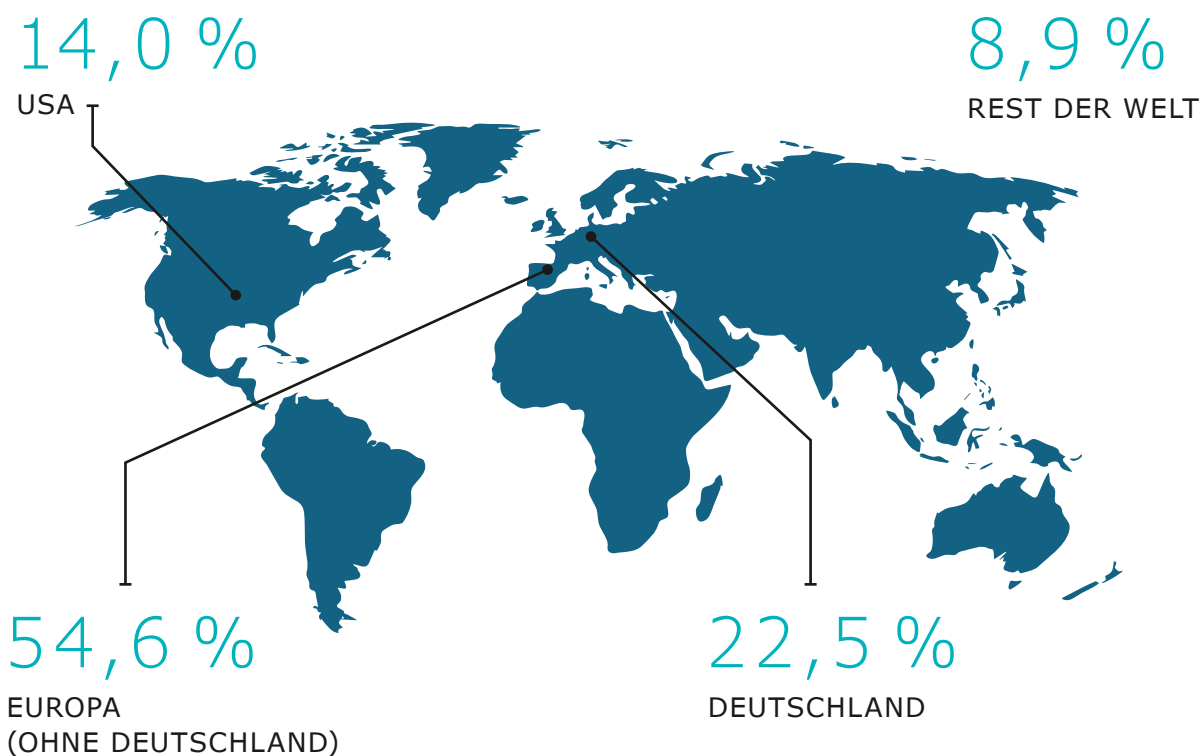 14,0 %
USA
8,9 %
REST DER WELT
54,6 %
EUROPA
(OHNE DEUTSCHLAND)
22,5 %
DEUTSCHLAND